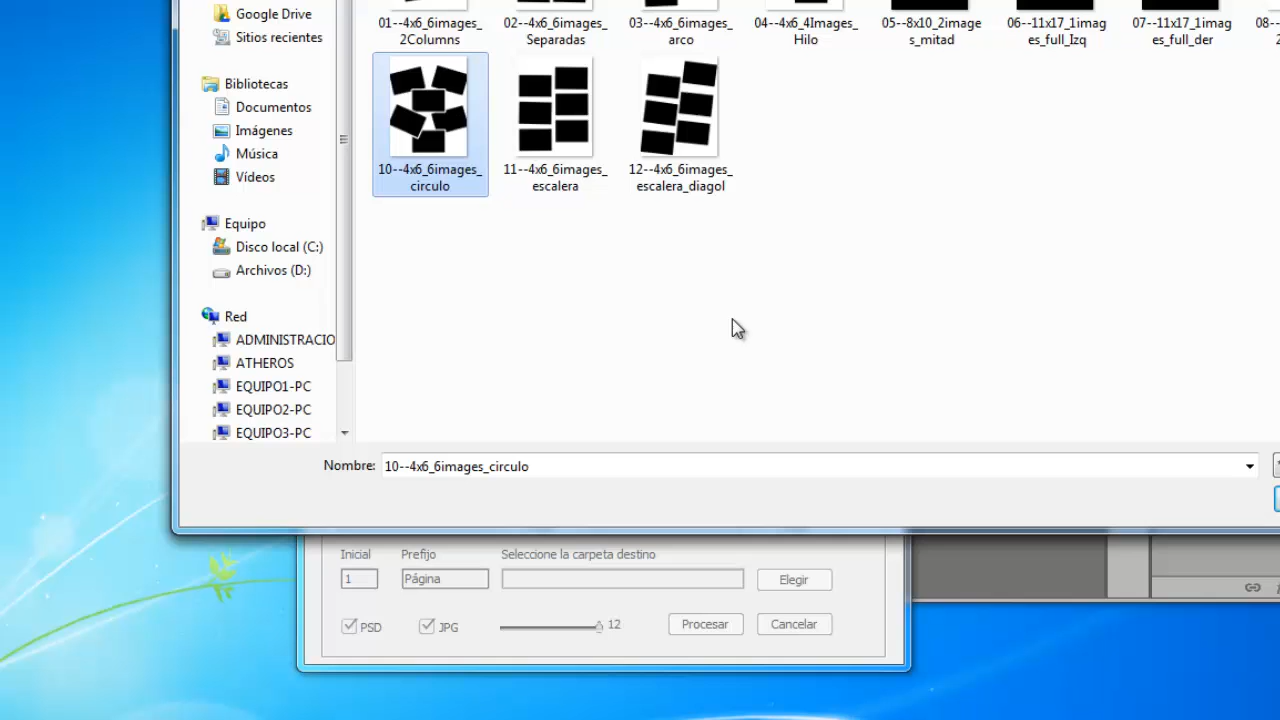 Google Drive
Sitios recientes
Bibliotecas
Documentos
Imágenes
Música
Vídeos
Equipo
Disco local (C:)
Archivos (D:)
Red
ADMINISTRACIO
ATHEROS
EQUIPO1-PC
EQUIPO2-PC
EQUIPO3-PC
01--4x6_6images_
2Columns
02--4x6_6images_
Separadas
03--4x6_6images_
arco
04--4x6_4Images_
Hilo
05--8x10_2image
s_mitad
06--11x17_1imag
es_full_Izq
07--11x17_1imag
es_full_der
08--
10--4x6_6images_
circulo
11--4x6_6images_
escalera
12--4x6_6images_
escalera_diagol
Nombre: 10--4x6_6images_circulo
Inicial Prefijo Seleccione la carpeta destino
1 Página Elegir
PSD JPG 12 Procesar Cancelar